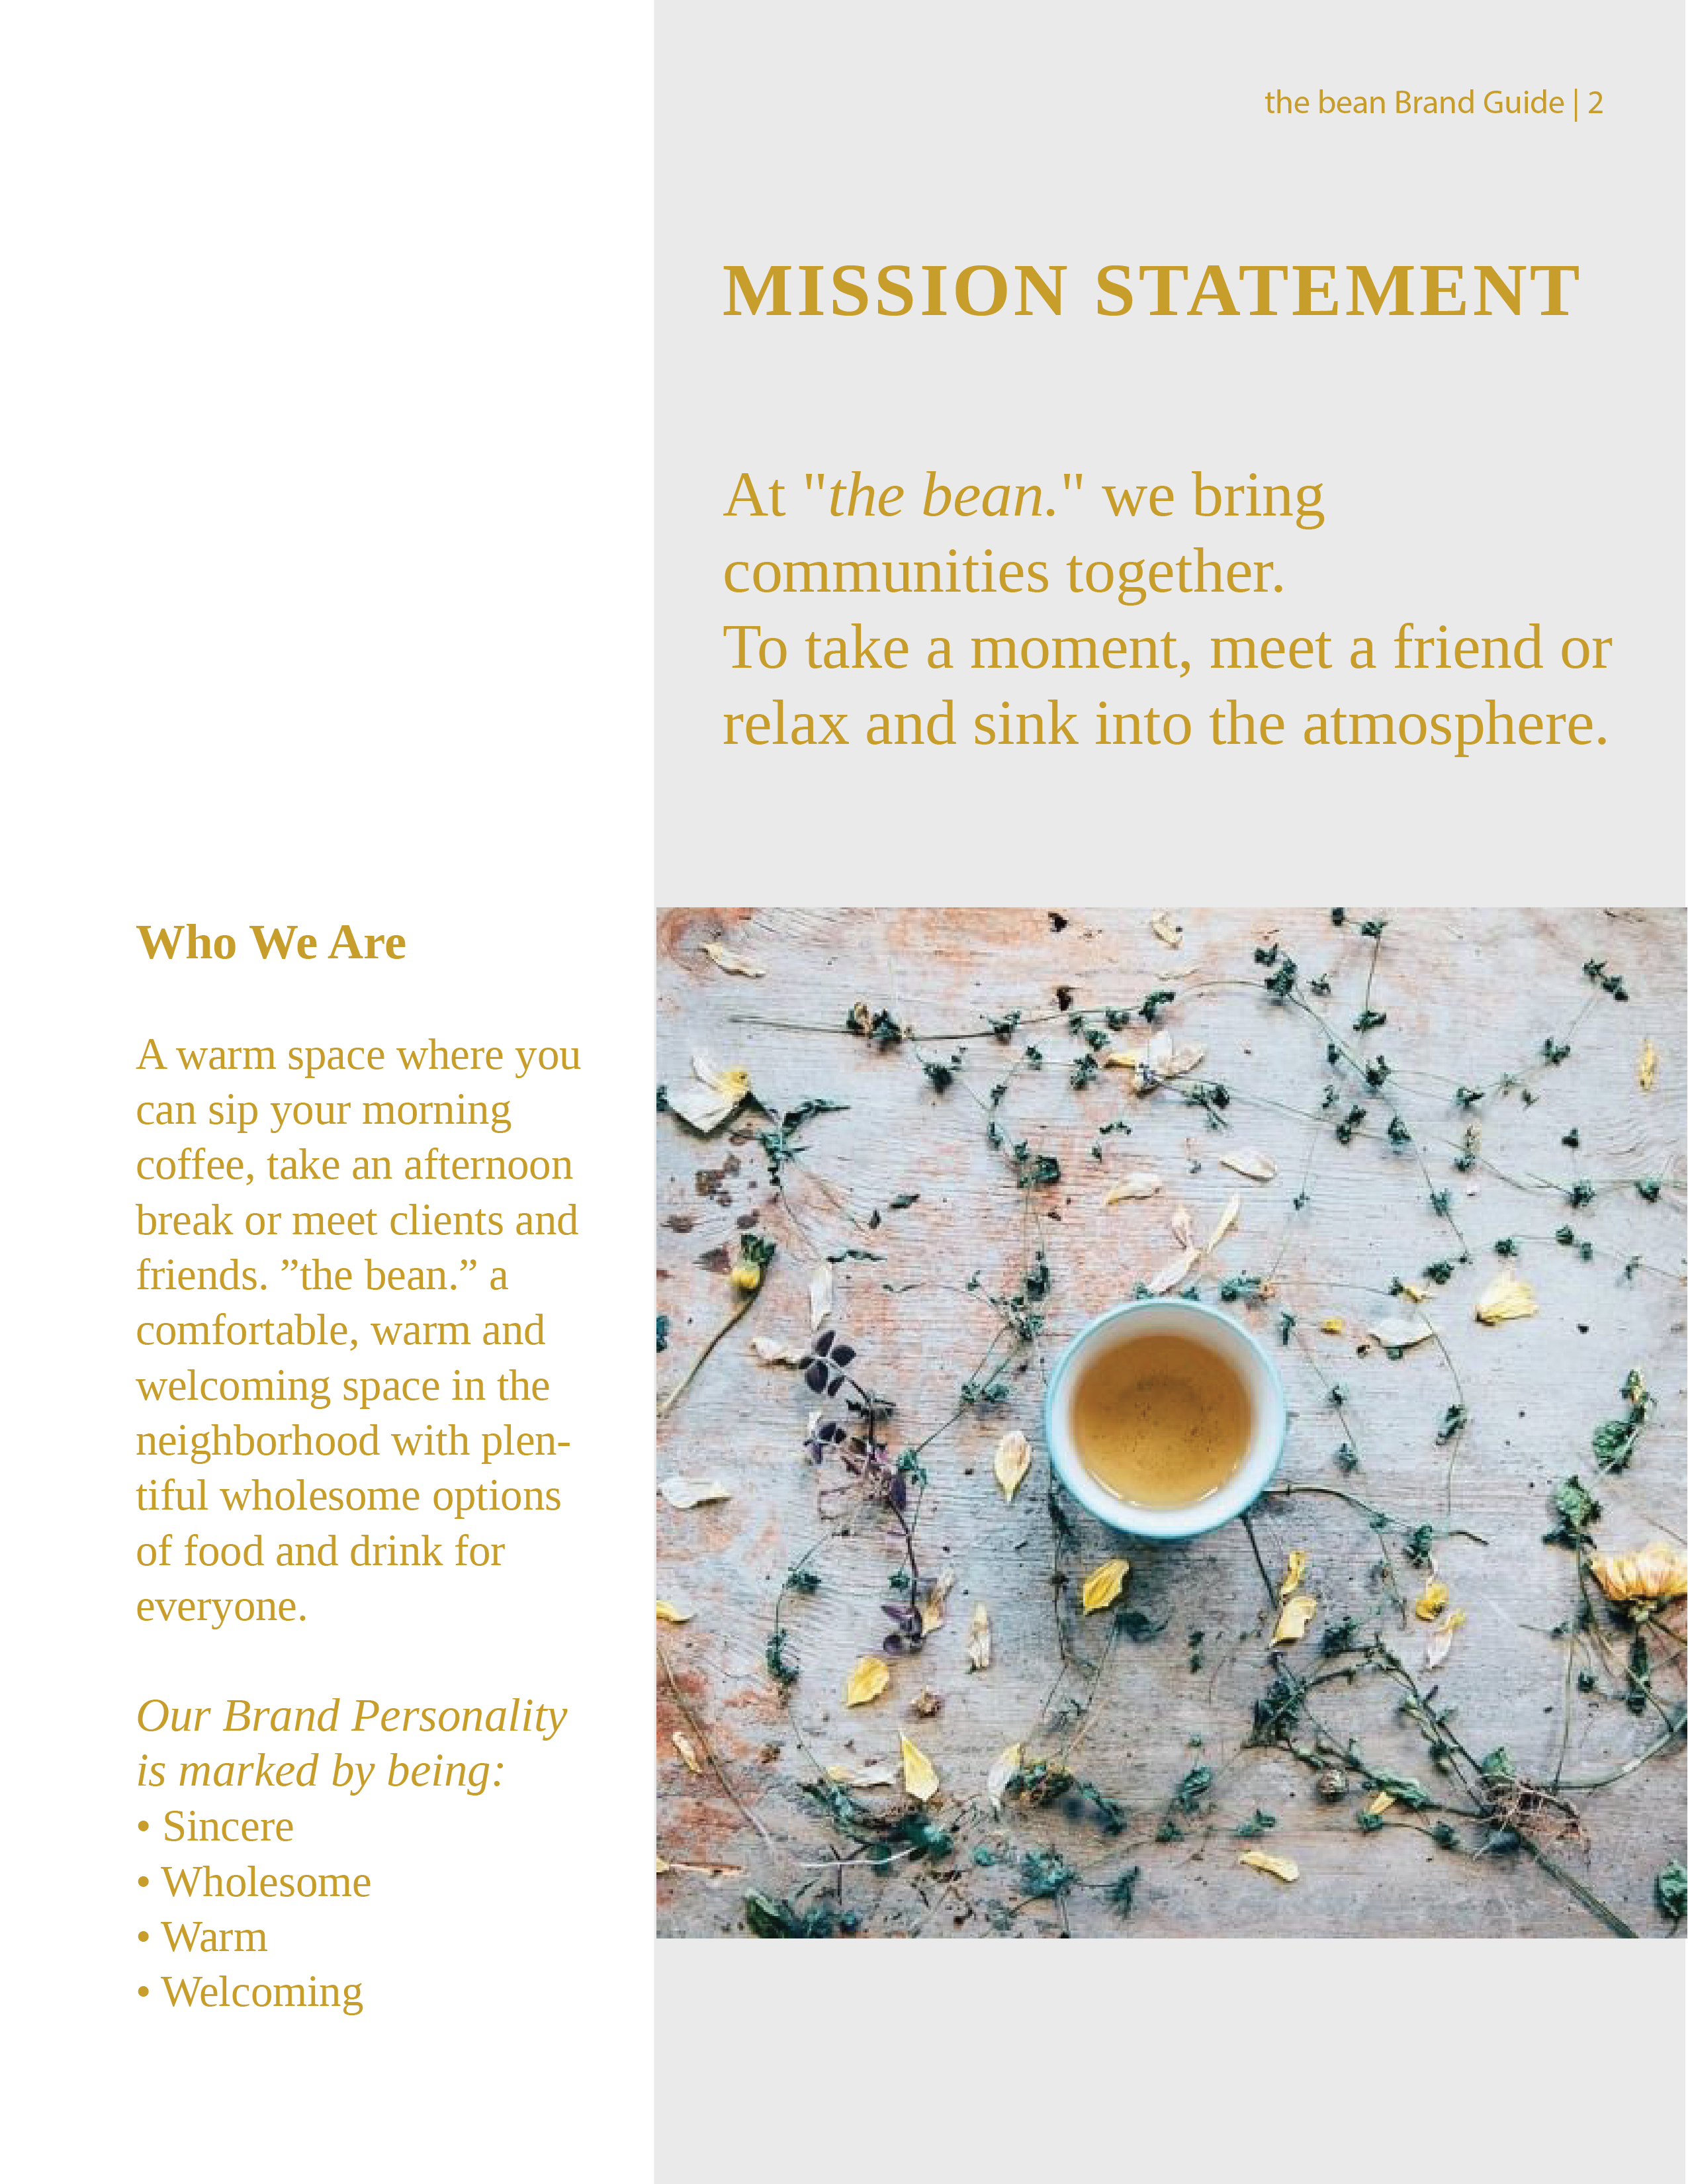 the bean Brand Guide | 2
MISSION STATEMENT
At "the bean." we bring
communities together.
To take a moment, meet a friend or
relax and sink into the atmosphere.
Who We Are
A warm space where you
can sip your morning
coffee, take an afternoon
break or meet clients and
friends. ”the bean.” a
comfortable, warm and
welcoming space in the
neighborhood with plen-
tiful wholesome options
of food and drink for
everyone.
Our Brand Personality
is marked by being:
• Sincere
• Wholesome
• Warm
• Welcoming